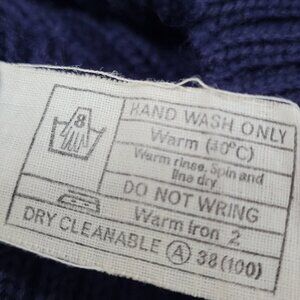 8
HAND WASH ONLY
Warm (40°C)
Warm rinse. Spin and
line dry
DO NOT WRING
Warm Iron 2
DRY CLEANABLE Ⓐ 38 (100)